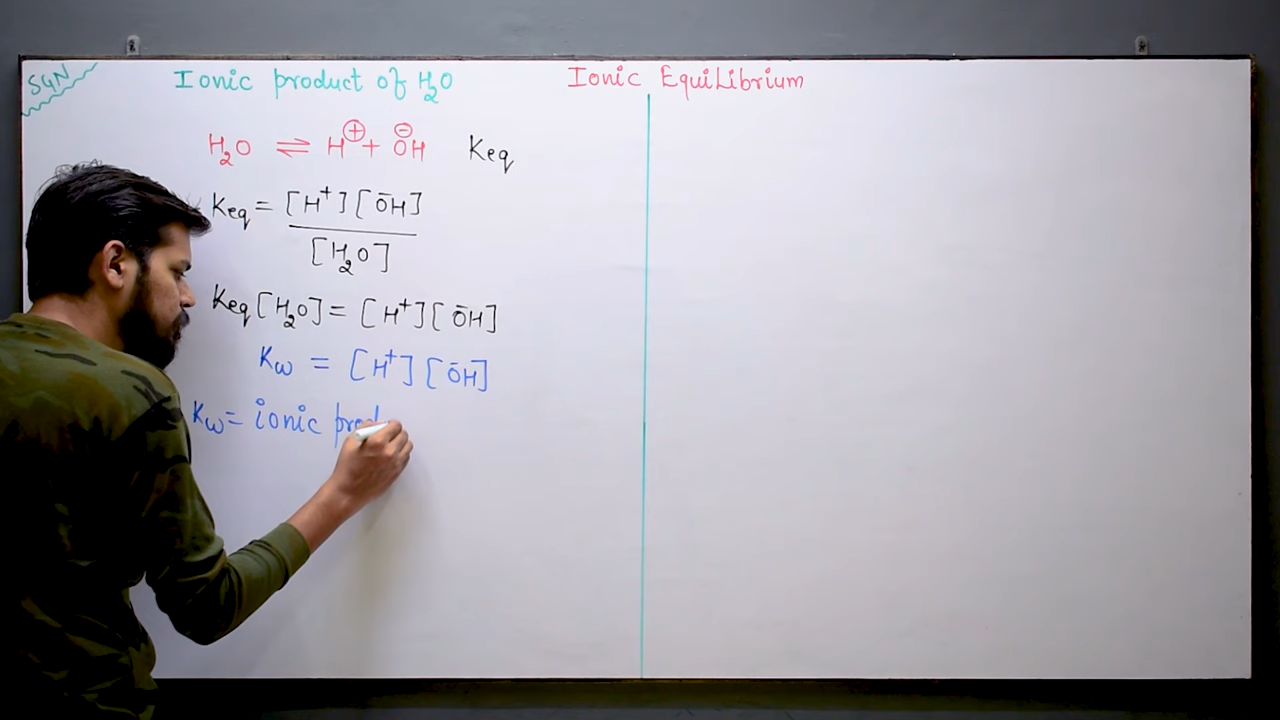 SGN
Ionic product of H₂O
Ionic Equilibrium
H₂O ⇌ H⊕ + O⊖H Keq
Keq = [H⁺][ŌH] / [H₂O]
Keq [H₂O] = [H⁺][ŌH]
Kw = [H⁺][ŌH]
Kw = ionic prod